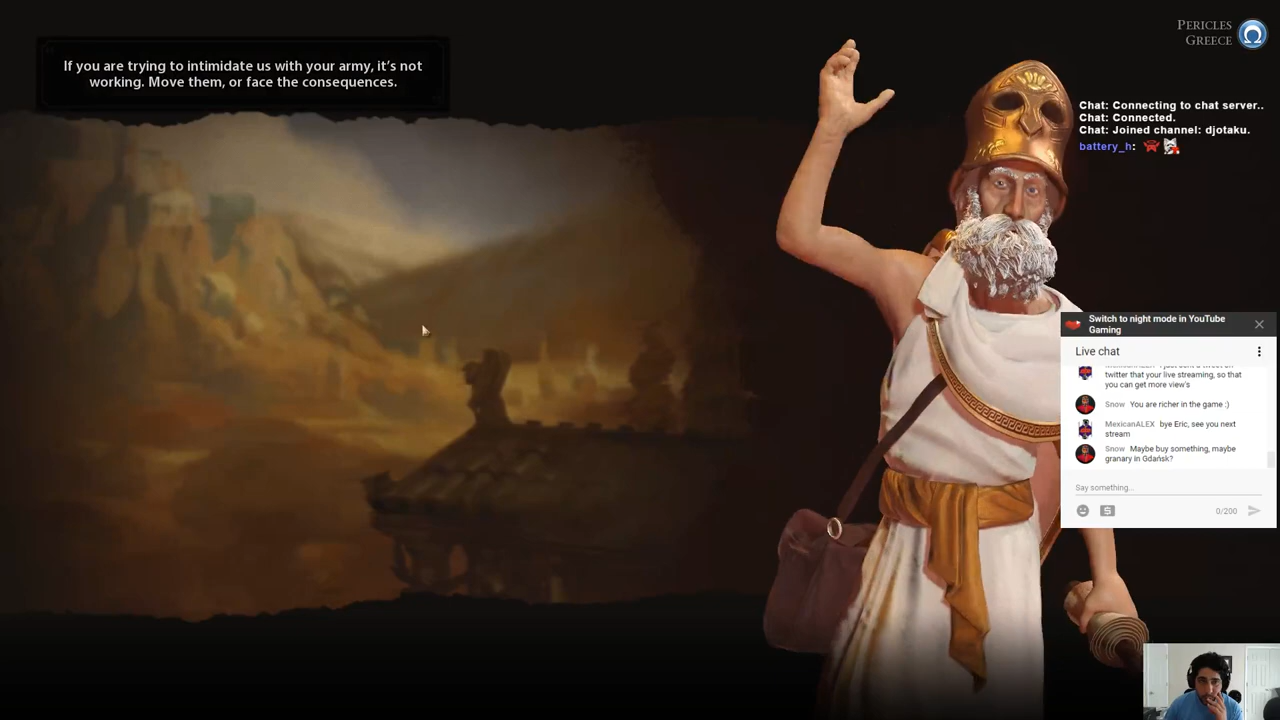 PERICLES
GREECE
If you are trying to intimidate us with your army, it's not
working. Move them, or face the consequences.
Chat: Connecting to chat server..
Chat: Connected.
Chat: Joined channel: djotaku.
battery_h:
Switch to night mode in YouTube
Gaming
Live chat
twitter that your live streaming, so that
you can get more view's
Snow You are richer in the game :)
MexicanALEX bye Eric, see you next
stream
Snow Maybe buy something, maybe
granary in Gdańsk?
Say something...
0/200